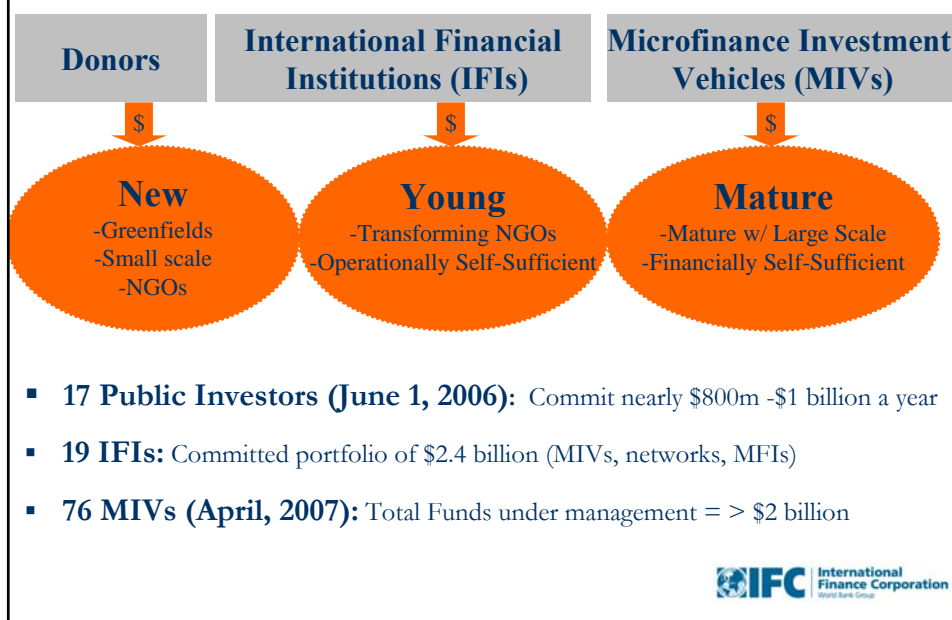 Donors
International Financial
Institutions (IFIs)
Microfinance Investment
Vehicles (MIVs)
$
$
$
New
-Greenfields
-Small scale
-NGOs
Young
-Transforming NGOs
-Operationally Self-Sufficient
Mature
-Mature w/ Large Scale
-Financially Self-Sufficient
▪ 17 Public Investors (June 1, 2006): Commit nearly $800m -$1 billion a year
▪ 19 IFIs: Committed portfolio of $2.4 billion (MIVs, networks, MFIs)
▪ 76 MIVs (April, 2007): Total Funds under management = > $2 billion
IFC
International
Finance Corporation
World Bank Group